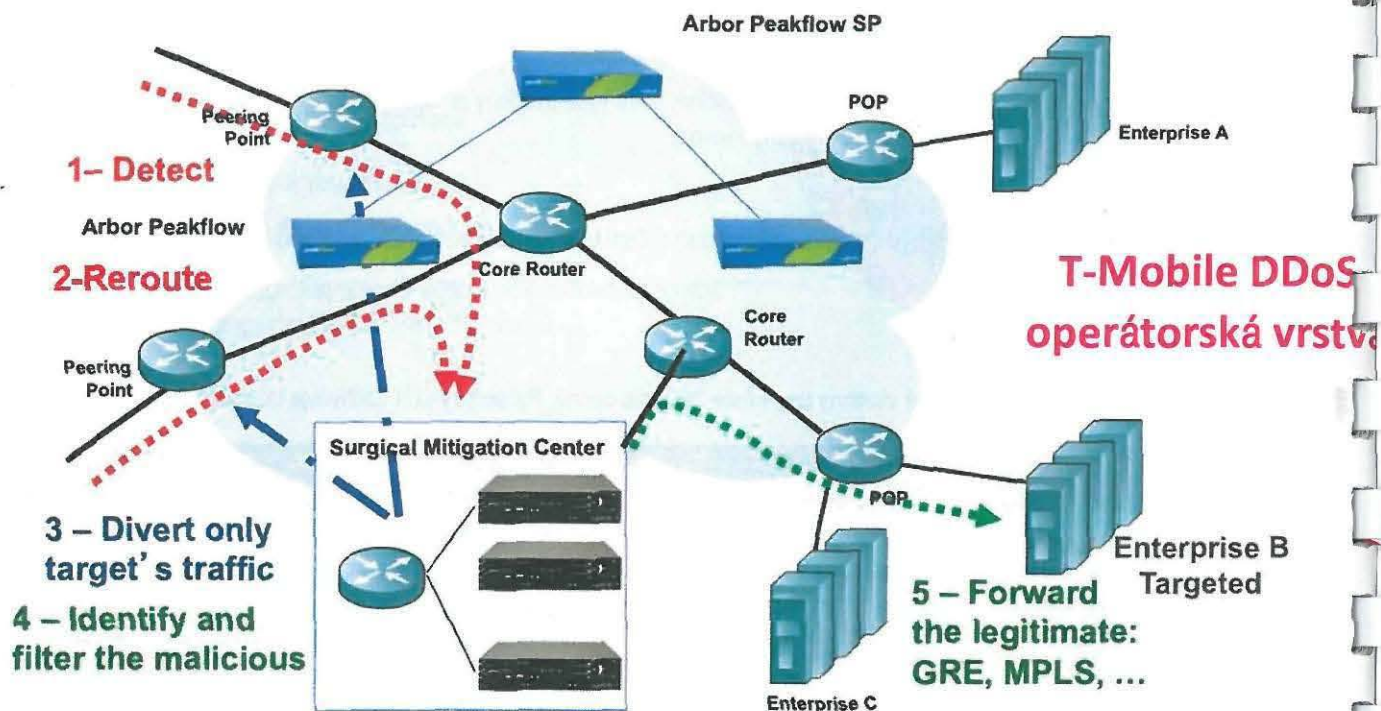 Arbor Peakflow SP
POP
Peering
Point
Enterprise A
1– Detect
Arbor Peakflow
2-Reroute
Core Router
T-Mobile DDoS
operátorská
Core
Router
Peering
Point
Surgical Mitigation Center
POP
3 – Divert only
target's traffic
4 – Identify and
filter the malicious
Enterprise B
Targeted
5 – Forward
the legitimate:
GRE, MPLS, ...
Enterprise C